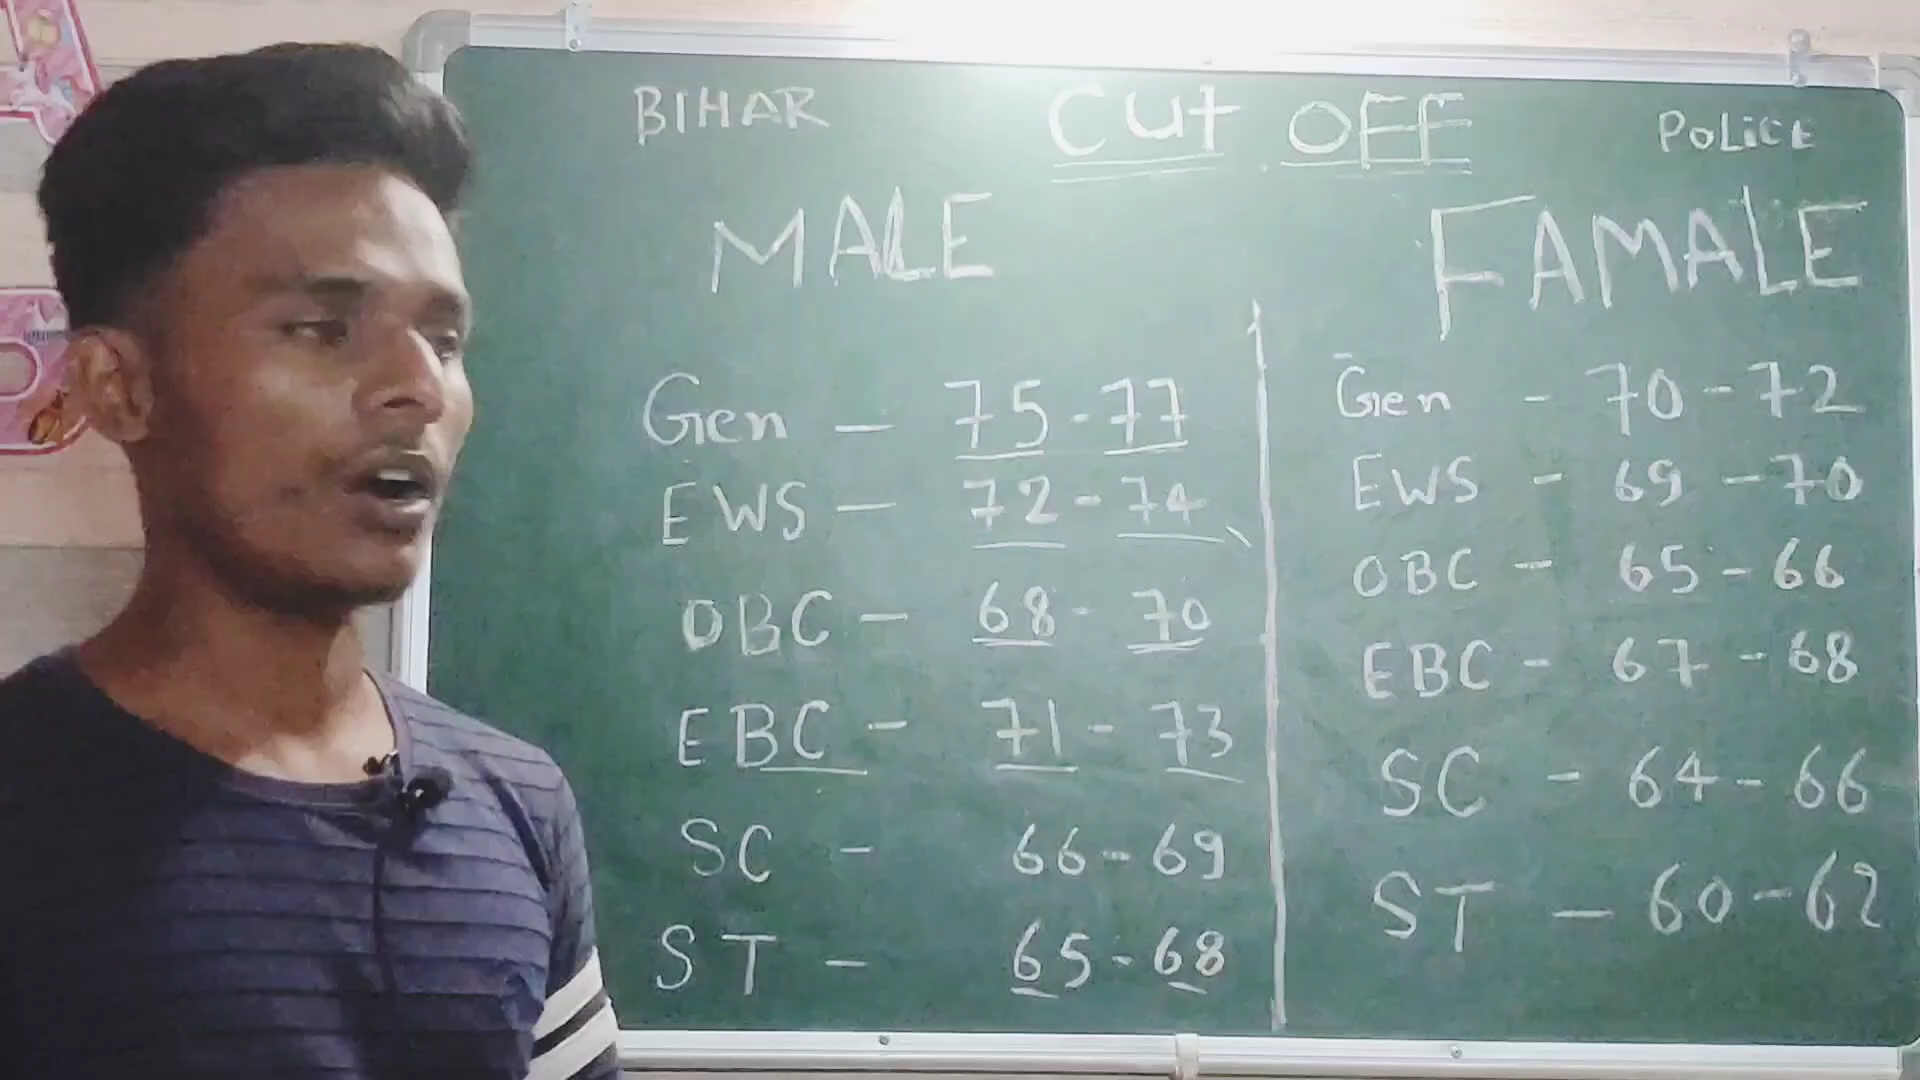 BIHAR CUT OFF POLICE
MALE
Gen - 75-77
EWS - 72-74
OBC - 68-70
EBC - 71-73
SC - 66-69
ST - 65-68
FAMALE
Gen - 70-72
EWS - 69-70
OBC - 65-66
EBC - 67-68
SC - 64-66
ST - 60-62